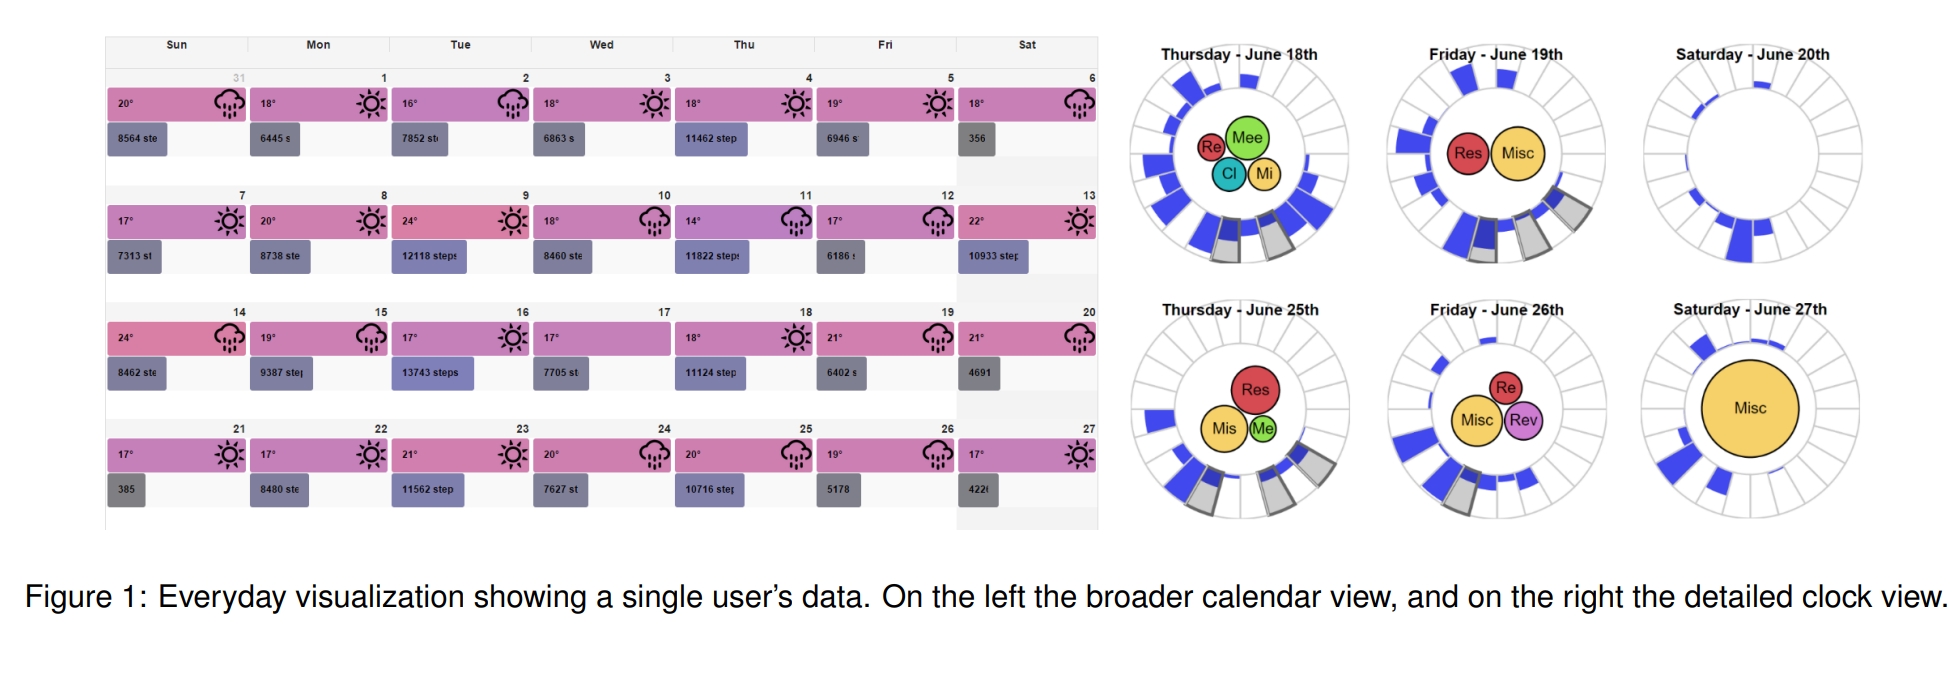 Sun Mon Tue Wed Thu Fri Sat
31 1 2 3 4 5 6
20° 18° 16° 18° 18° 19° 18°
8564 ste 6445 s 7852 st 6863 s 11462 step 6946 s 356
7 8 9 10 11 12 13
17° 20° 24° 18° 14° 17° 22°
7313 st 8738 ste 12118 steps 8460 ste 11822 steps 6186 10933 step
14 15 16 17 18 19 20
24° 19° 17° 17° 18° 21° 21°
8462 ste 9387 step 13743 steps 7705 st 11124 step 6402 s 4691
21 22 23 24 25 26 27
17° 17° 21° 20° 20° 19° 17°
385 8480 ste 11562 step 7627 st 10716 step 5178 422
Thursday - June 18th
Re Mee
Cl Mi
Friday - June 19th
Res Misc
Saturday - June 20th
Thursday - June 25th
Res
Mis Me
Friday - June 26th
Re
Misc Rev
Saturday - June 27th
Misc
Figure 1: Everyday visualization showing a single user's data. On the left the broader calendar view, and on the right the detailed clock view.